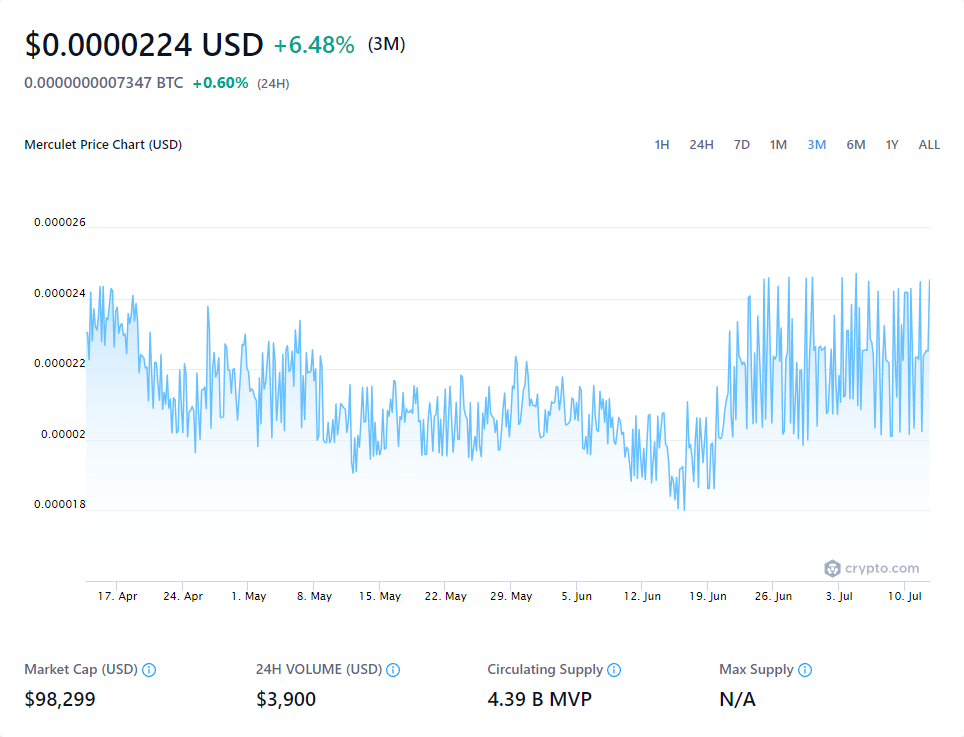 $0.0000224 USD +6.48% (3M)
0.0000000007347 BTC +0.60% (24H)
Merculet Price Chart (USD) 1H 24H 7D 1M 3M 6M 1Y ALL
0.000026
0.000024
0.000022
0.00002
0.000018
crypto.com
17. Apr 24. Apr 1. May 8. May 15. May 22. May 29. May 5. Jun 12. Jun 19. Jun 26. Jun 3. Jul 10. Jul
Market Cap (USD) 24H VOLUME (USD) Circulating Supply Max Supply
$98,299 $3,900 4.39 B MVP N/A